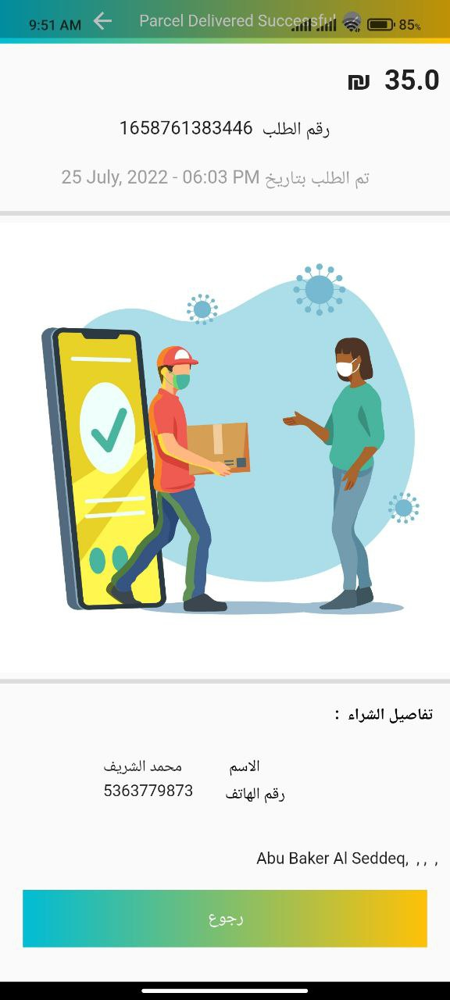 9:51 AM
Parcel Delivered Successful
85%
₪ 35.0
رقم الطلب 1658761383446
تم الطلب بتاريخ 25 July, 2022 - 06:03 PM
تفاصيل الشراء :
الاسم محمد الشريف
رقم الهاتف 5363779873
Abu Baker Al Seddeq, , , ,
رجوع